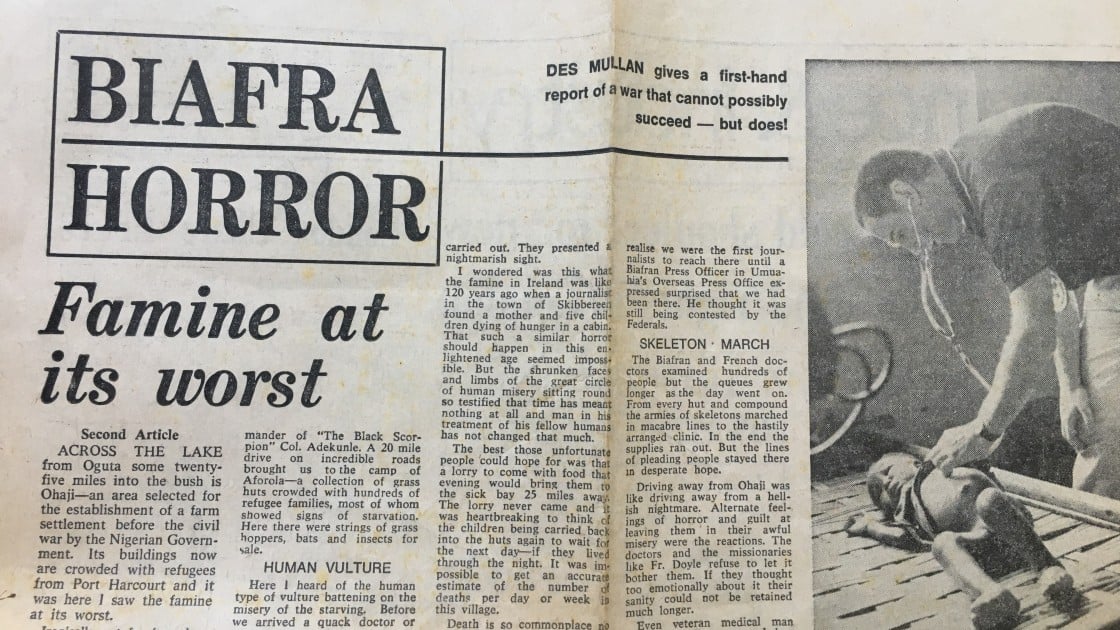 BIAFRA
HORROR
DES MULLAN gives a first-hand
report of a war that cannot possibly
succeed — but does!
Famine at
its worst
Second Article
ACROSS THE LAKE
from Oguta some twenty-
five miles into the bush is
Ohaji—an area selected for
the establishment of a farm
settlement before the civil
war by the Nigerian Govern-
ment. Its buildings now
are crowded with refugees
from Port Harcourt and it
was here I saw the famine
at its worst.
mander of "The Black Scor-
pion" Col. Adekunle. A 20 mile
drive on incredible roads
brought us to the camp of
Aforola—a collection of grass
huts crowded with hundreds of
refugee families, most of whom
showed signs of starvation.
Here there were strings of grass
hoppers, bats and insects for
sale.
HUMAN VULTURE
Here I heard of the human
type of vulture battening on the
misery of the starving. Before
we arrived a quack doctor or
carried out. They presented a
nightmarish sight.
I wondered was this what
the famine in Ireland was like
120 years ago when a journalist
in the town of Skibbereen
found a mother and five chil-
dren dying of hunger in a cabin.
That such a similar horror
should happen in this en-
lightened age seemed imposs-
ible. But the shrunken faces
and limbs of the great circle
of human misery sitting round
so testified that time has meant
nothing at all and man in his
treatment of his fellow humans
has not changed that much.
The best those unfortunate
people could hope for was that
a lorry to come with food that
evening would bring them to
the sick bay 25 miles away.
The lorry never came and it
was heartbreaking to think of
the children being carried back
into the huts again to wait for
the next day—if they lived
through the night. It was im-
possible to get an accurate
estimate of the number of
deaths per day or week in
this village.
Death is so commonplace no
realise we were the first jour-
nalists to reach there until a
Biafran Press Officer in Umua-
hia's Overseas Press Office ex-
pressed surprised that we had
been there. He thought it was
still being contested by the
Federals.
SKELETON MARCH
The Biafran and French doc-
tors examined hundreds of
people but the queues grew
longer as the day went on.
From every hut and compound
the armies of skeletons marched
in macabre lines to the hastily
arranged clinic. In the end the
supplies ran out. But the lines
of pleading people stayed there
in desperate hope.
Driving away from Ohaji was
like driving away from a hell-
ish nightmare. Alternate feel-
ings of horror and guilt at
leaving them in their awful
misery were the reactions. The
doctors and the missionaries
like Fr. Doyle refuse to let it
bother them. If they thought
too emotionally about it their
sanity could not be retained
much longer.
Even veteran medical man